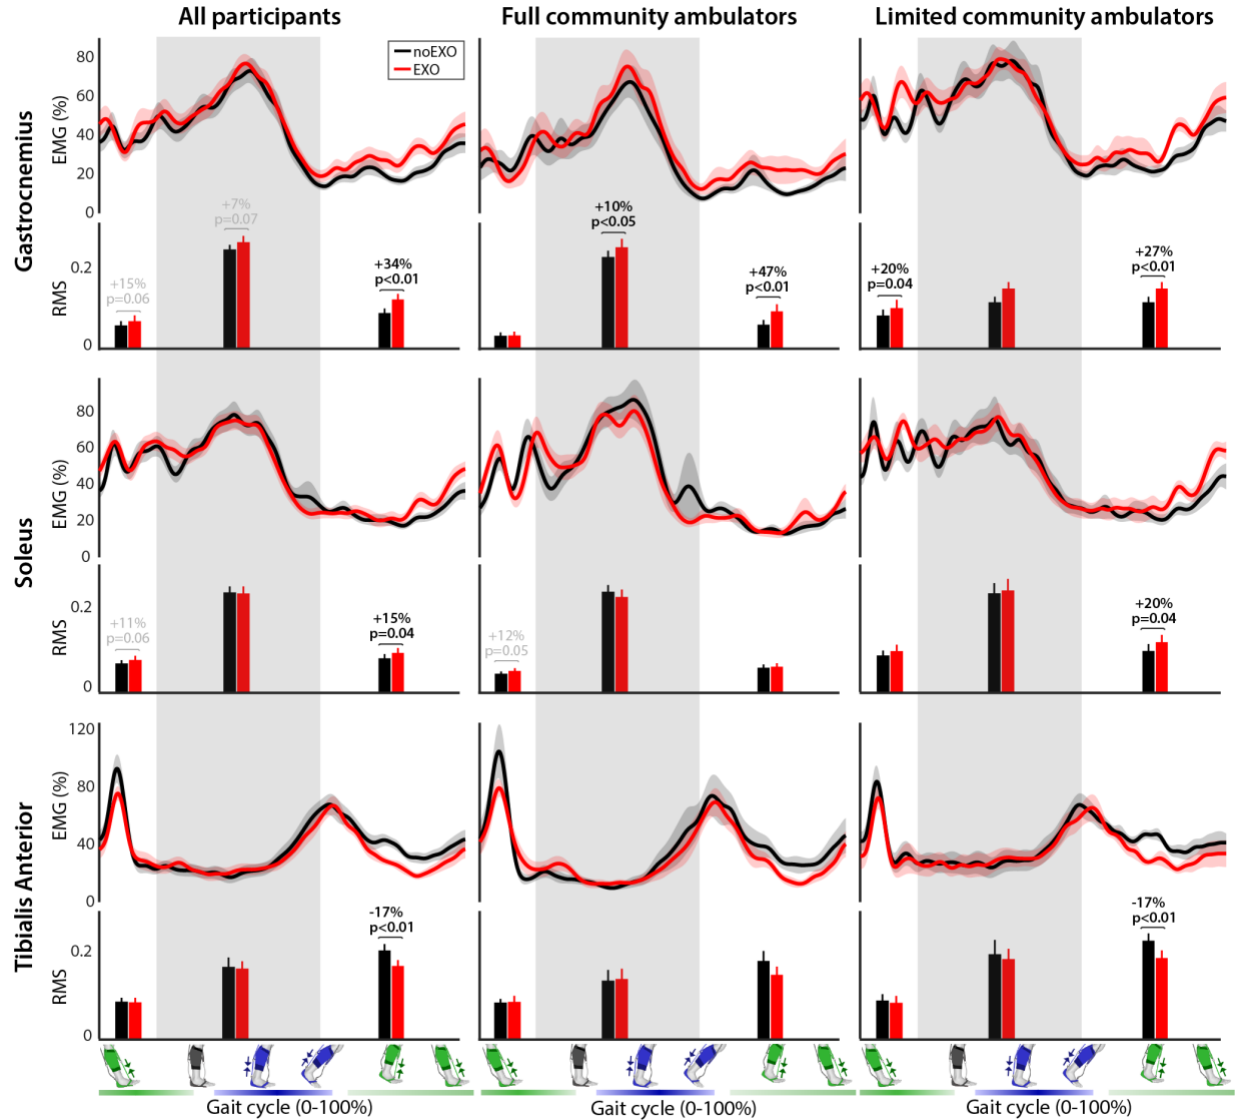 All participants
Full community ambulators
Limited community ambulators
Gastrocnemius
EMG (%)
80
60
40
20
0
noEXO
EXO
RMS
0.2
0
+15%
p=0.06
+7%
p=0.07
+34%
p<0.01
+10%
p<0.05
+47%
p<0.01
+20%
p=0.04
+27%
p<0.01
Soleus
EMG (%)
80
60
40
20
0
RMS
0.2
0
+11%
p=0.06
+15%
p=0.04
+12%
p=0.05
+20%
p=0.04
Tibialis Anterior
EMG (%)
120
80
40
0
RMS
0.2
0
-17%
p<0.01
-17%
p<0.01
Gait cycle (0-100%)
Gait cycle (0-100%)
Gait cycle (0-100%)